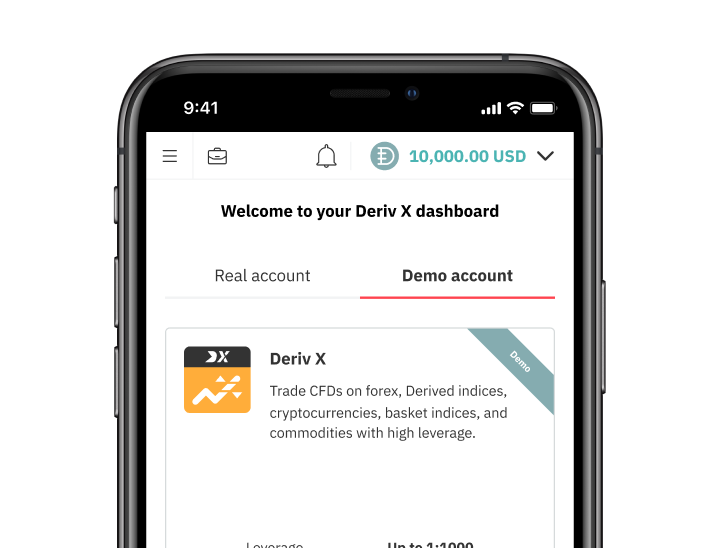 9:41
10,000.00 USD
Welcome to your Deriv X dashboard
Real account
Demo account
DX
Deriv X
Demo
Trade CFDs on forex, Derived indices,
cryptocurrencies, basket indices, and
commodities with high leverage.
Leverage
Up to 1:1000